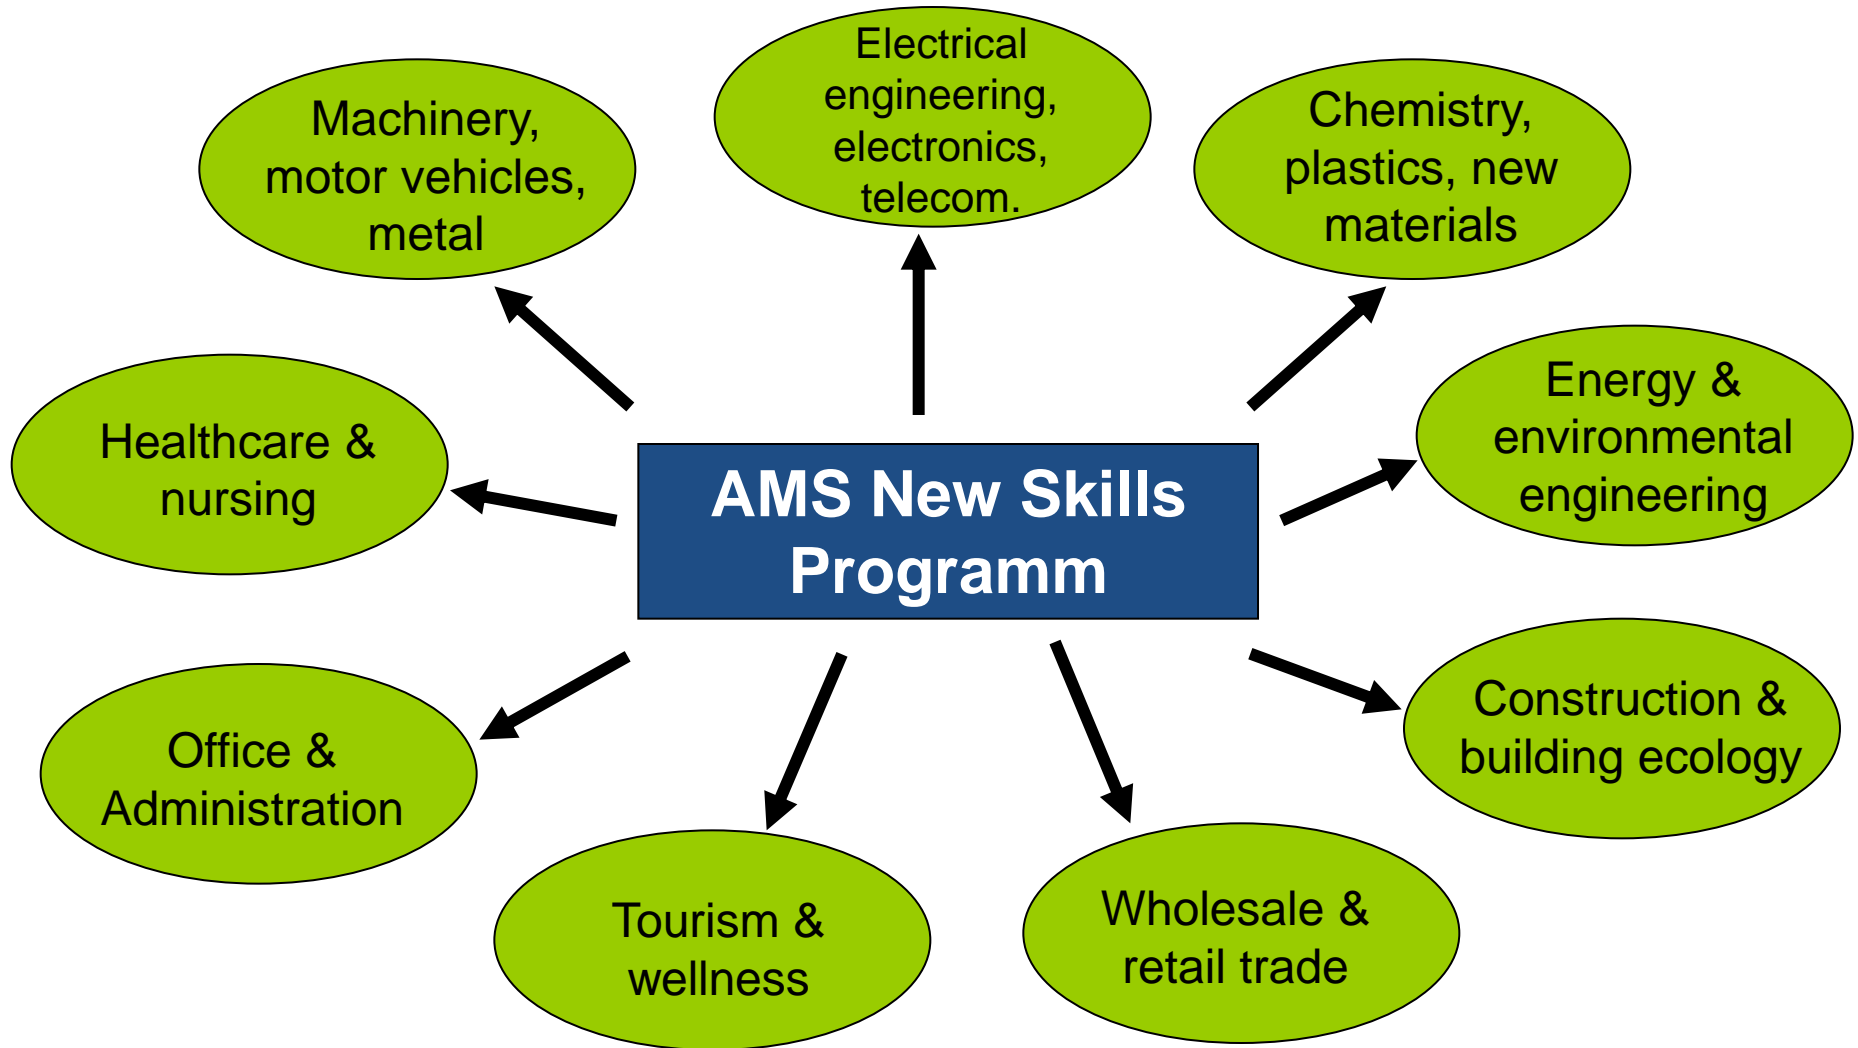 Electrical
engineering,
electronics,
telecom.
Machinery,
motor vehicles,
metal
Chemistry,
plastics, new
materials
Healthcare &
nursing
Energy &
environmental
engineering
AMS New Skills
Programm
Office &
Administration
Construction &
building ecology
Tourism &
wellness
Wholesale &
retail trade